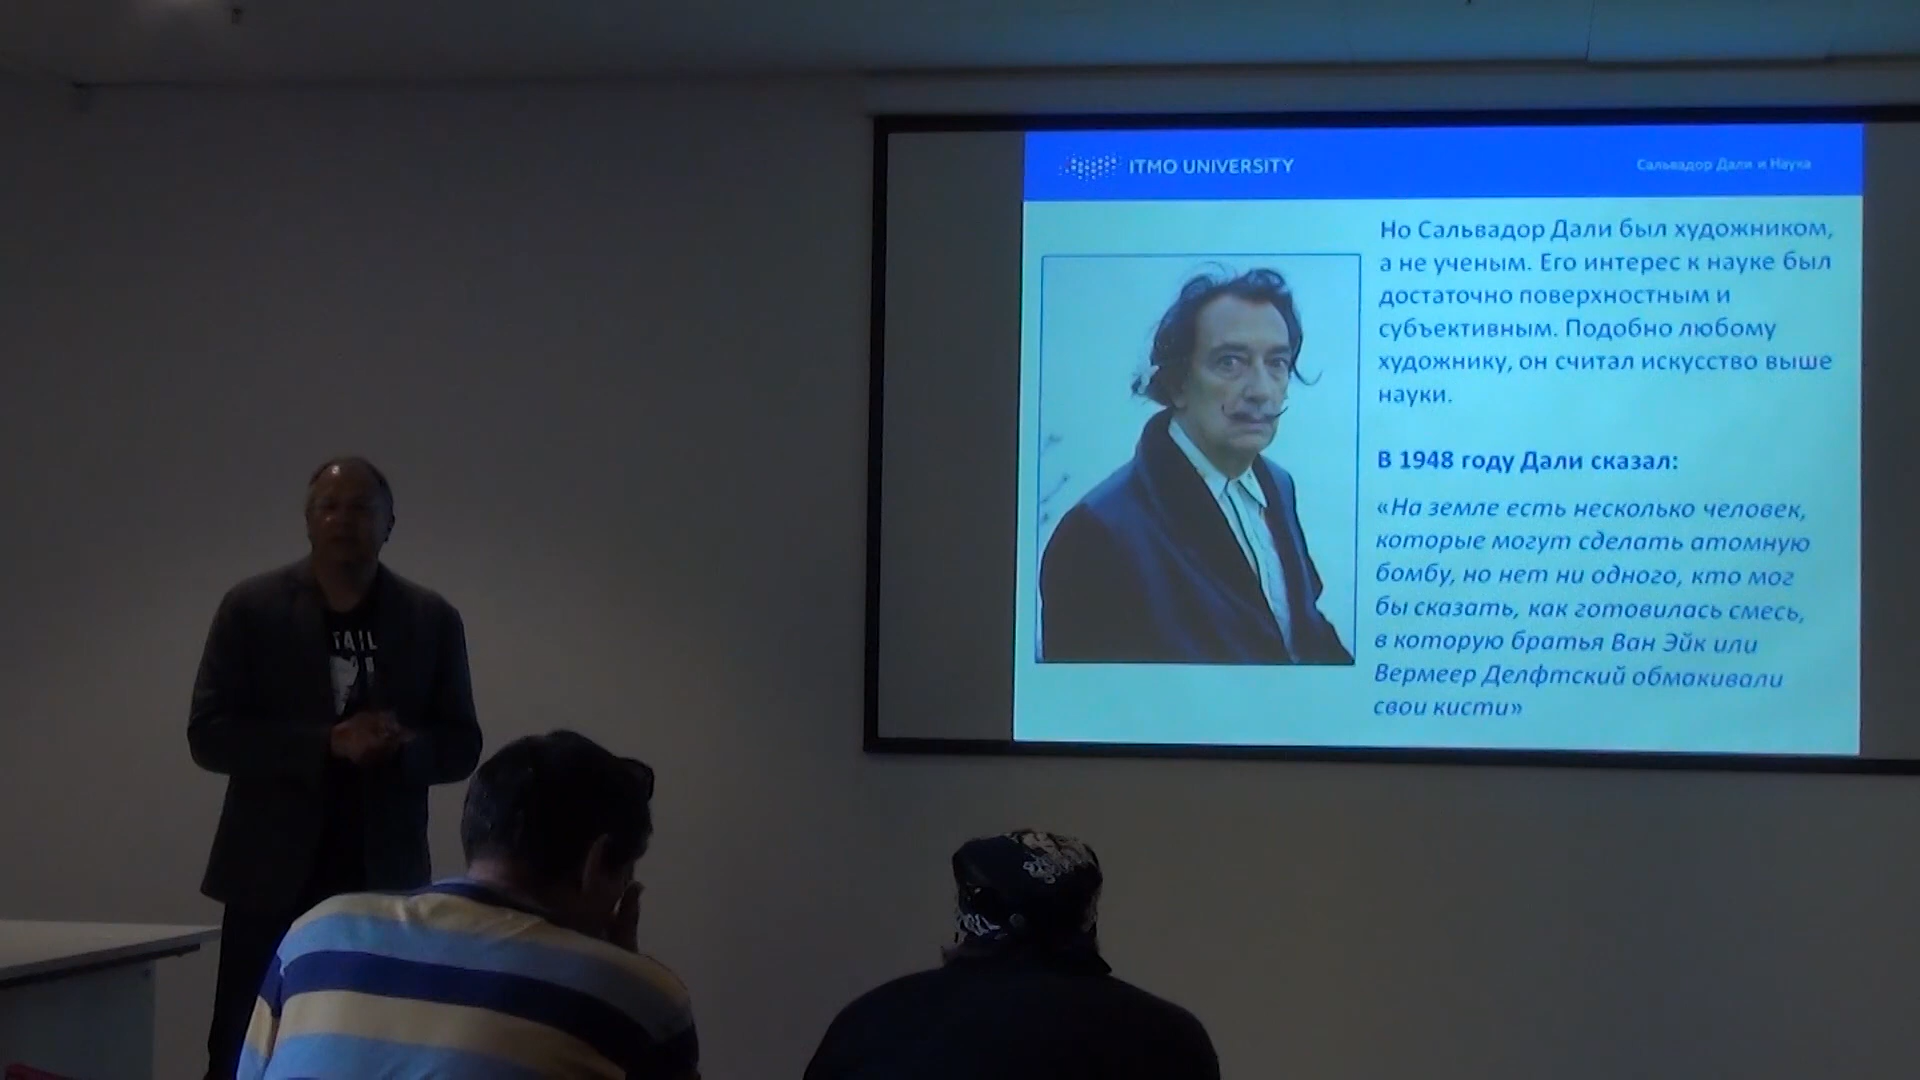 ITMO UNIVERSITY
Сальвадор Дали и Наука
Но Сальвадор Дали был художником,
а не ученым. Его интерес к науке был
достаточно поверхностным и
субъективным. Подобно любому
художнику, он считал искусство выше
науки.
В 1948 году Дали сказал:
«На земле есть несколько человек,
которые могут сделать атомную
бомбу, но нет ни одного, кто мог
бы сказать, как готовилась смесь,
в которую братья Ван Эйк или
Вермеер Делфтский обмакивали
свои кисти»